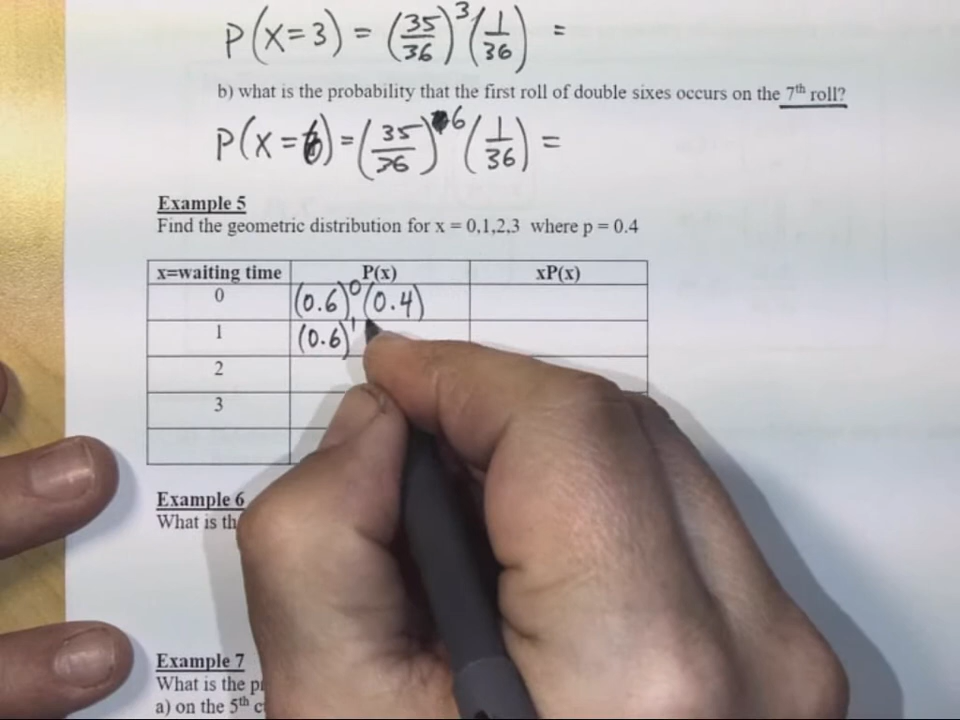 P(x=3) = (35/36)^3 (1/36) =
b) what is the probability that the first roll of double sixes occurs on the 7th roll?
P(x=6) = (35/36)^6 (1/36) =
Example 5
Find the geometric distribution for x = 0,1,2,3 where p = 0.4
x=waiting time P(x) xP(x)
0 (0.6)^0 (0.4)
1 (0.6)^1
2
3
Example 6
What is
Example 7
What is the
a) on the 5th